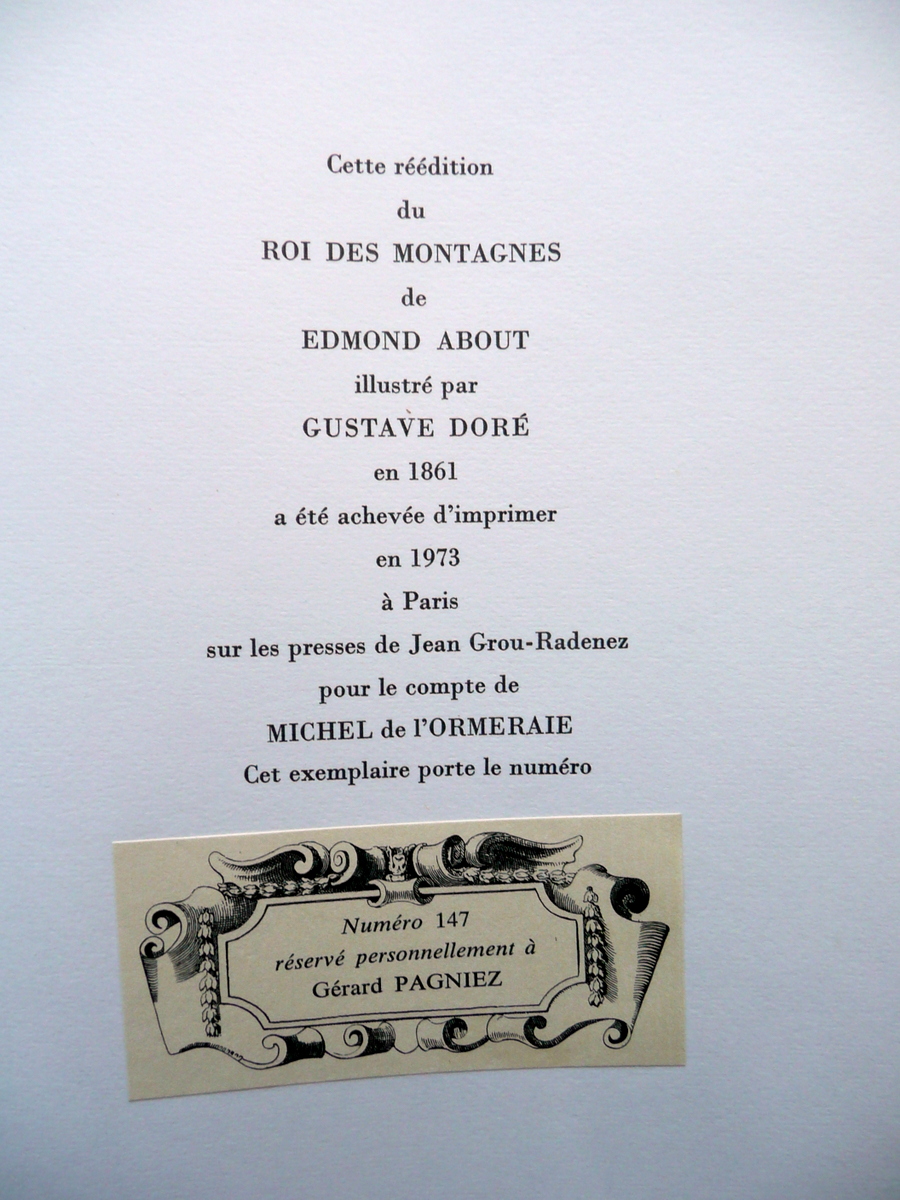 Cette réédition
du
ROI DES MONTAGNES
de
EDMOND ABOUT
illustré par
GUSTAVE DORÉ
en 1861
a été achevée d'imprimer
en 1973
à Paris
sur les presses de Jean Grou-Radenez
pour le compte de
MICHEL de l'ORMERAIE
Cet exemplaire porte le numéro
Numéro 147
réservé personnellement à
Gérard PAGNIEZ